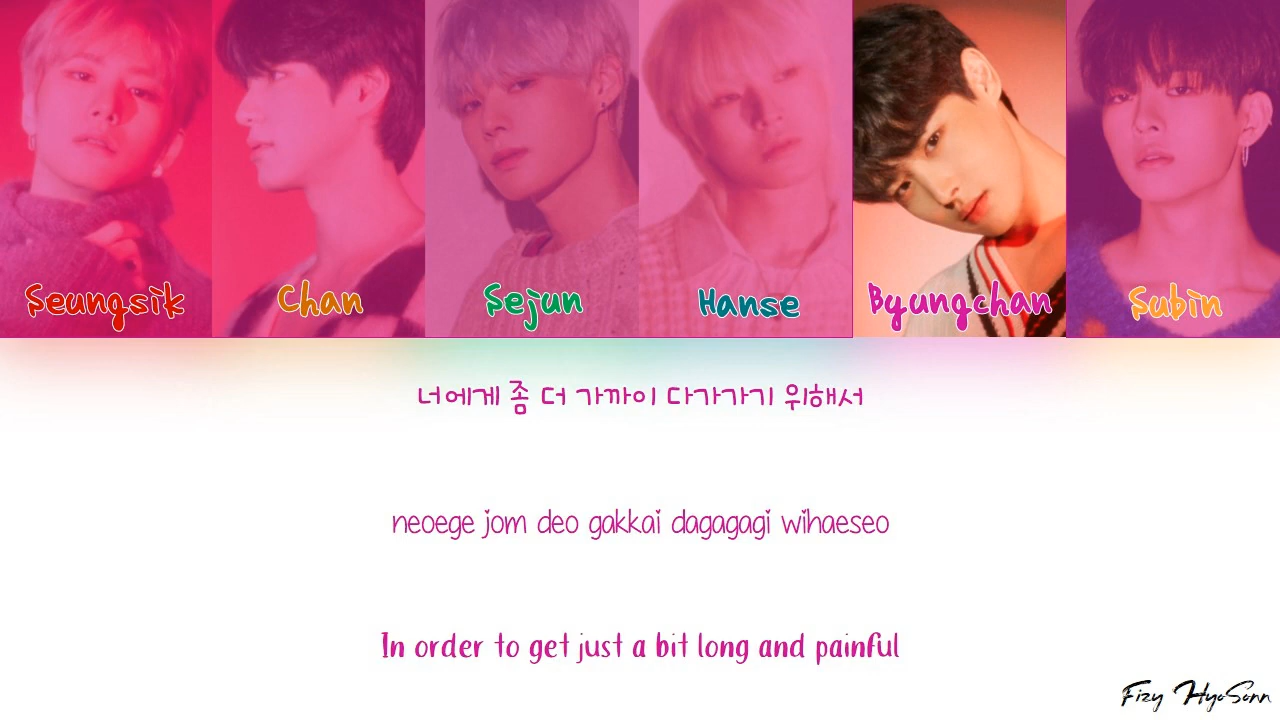 Seungsik
Chan
Sejun
Hanse
Byungchan
Subin
너에게 좀 더 가까이 다가가기 위해서
neoege jom deo gakkai dagagagi wihaeseo
In order to get just a bit long and painful
Fizy HyoSonn